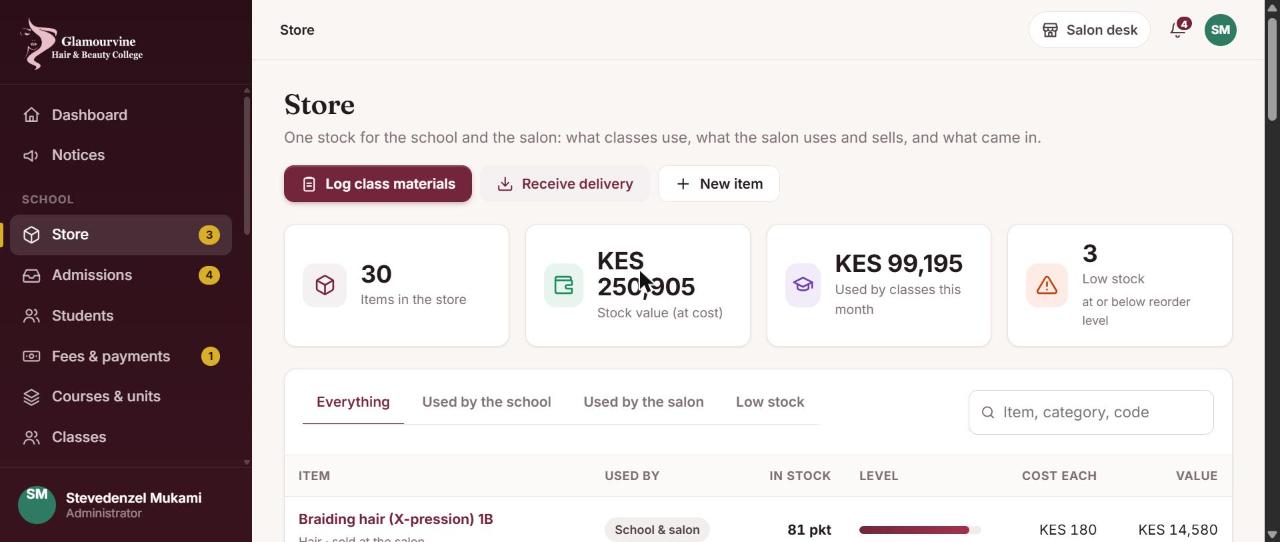 Glamourvine
Hair & Beauty College
Dashboard
Notices
SCHOOL
Store 3
Admissions 4
Students
Fees & payments 1
Courses & units
Classes
SM
Stevedenzel Mukami
Administrator
Store
Salon desk
4
SM
Store
One stock for the school and the salon: what classes use, what the salon uses and sells, and what came in.
Log class materials
Receive delivery
New item
30
Items in the store
KES
250,905
Stock value (at cost)
KES 99,195
Used by classes this
month
3
Low stock
at or below reorder
level
Everything
Used by the school
Used by the salon
Low stock
Item, category, code
ITEM USED BY IN STOCK LEVEL COST EACH VALUE
Braiding hair (X-pression) 1B School & salon 81 pkt KES 180 KES 14,580
Hair · sold at the salon